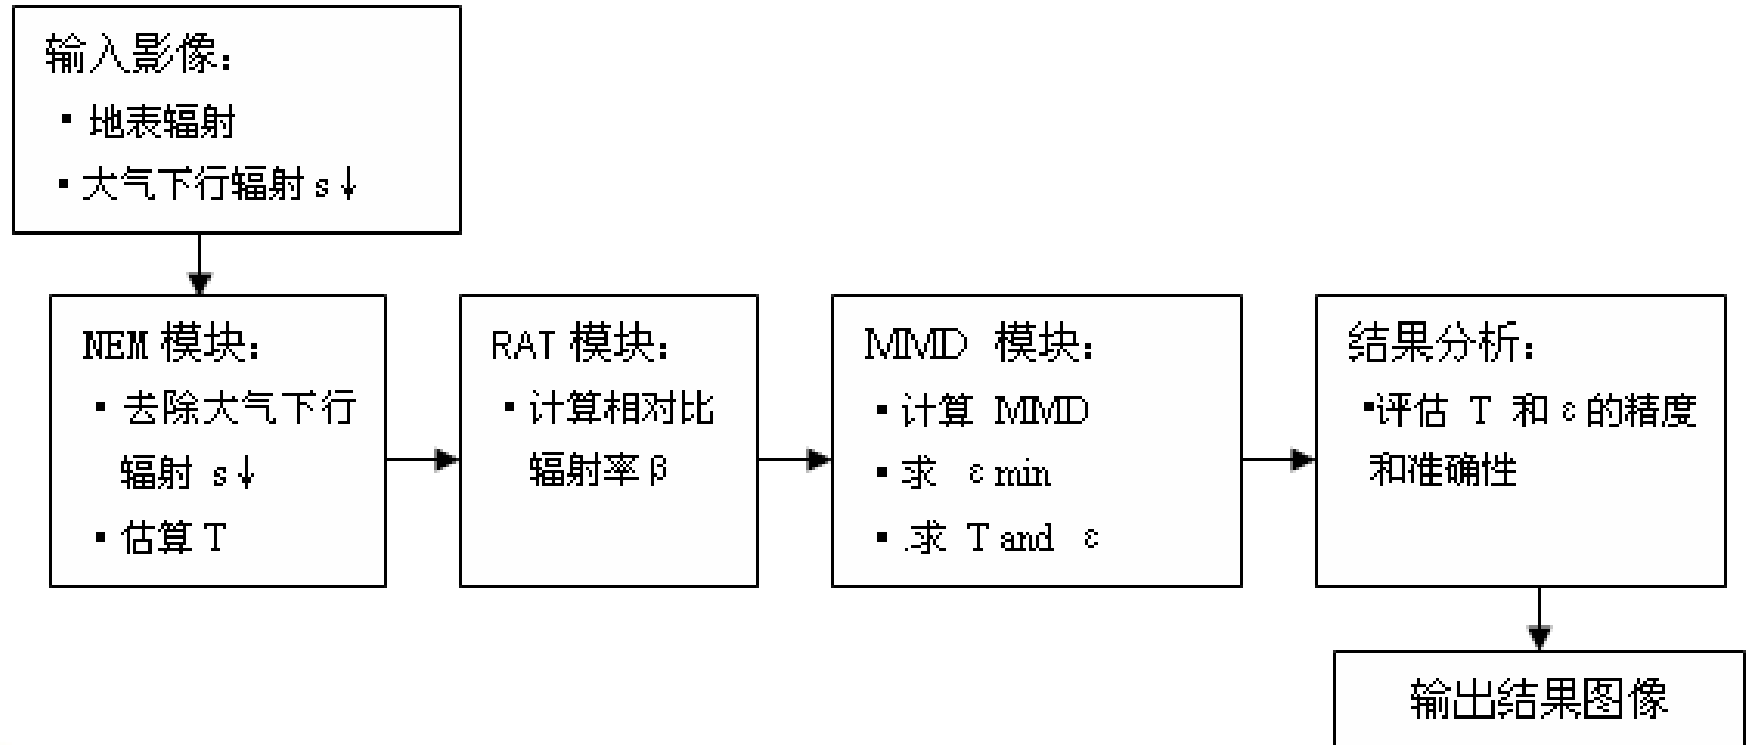 输入影像：
▪ 地表辐射
▪ 大气下行辐射 s↓
NEM 模块：
▪ 去除大气下行
辐射 s↓
▪ 估算 T
RAT 模块：
▪ 计算相对比
辐射率 β
MMD 模块：
▪ 计算 MMD
▪ 求 ε min
▪ .求 T and ε
结果分析：
▪评估 T 和 ε 的精度
和准确性
输出结果图像